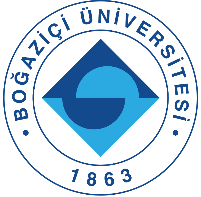 • BOĞAZİÇİ ÜNİVERSİTESİ •
1863